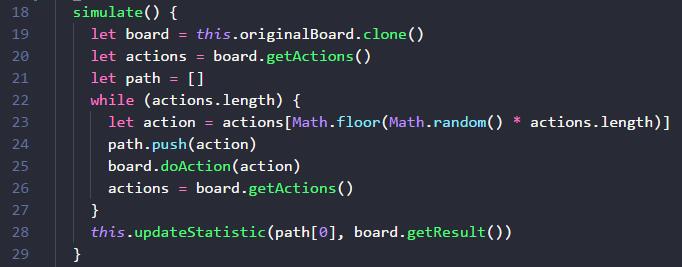 18 simulate() {
19 let board = this.originalBoard.clone()
20 let actions = board.getActions()
21 let path = []
22 while (actions.length) {
23 let action = actions[Math.floor(Math.random() * actions.length)]
24 path.push(action)
25 board.doAction(action)
26 actions = board.getActions()
27 }
28 this.updateStatistic(path[0], board.getResult())
29 }